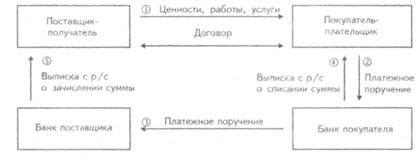 Поставщик-
получатель
① Ценности, работы, услуги
Договор
Покупатель-
плательщик
⑤
Выписка с р/с
о зачислении суммы
④
Выписка с р/с
о списании суммы
②
Платежное
поручение
Банк поставщика
③ Платежное поручение
Банк покупателя